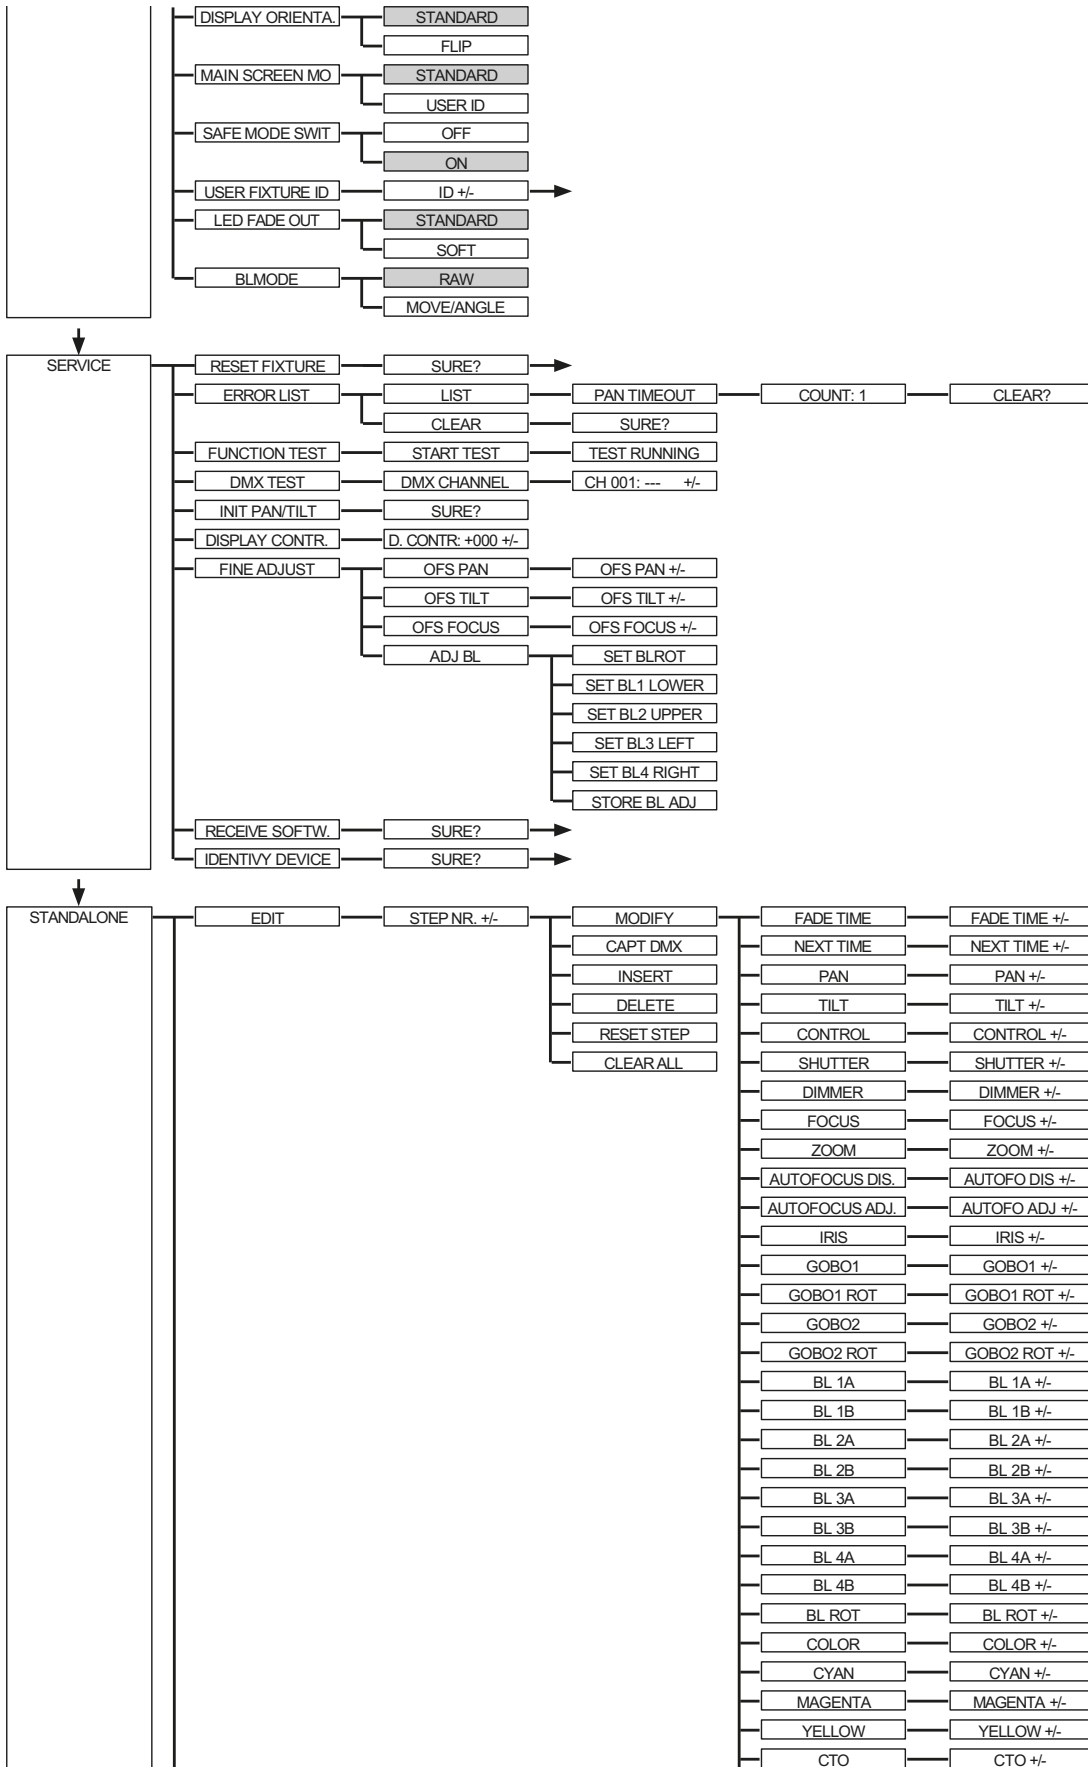 DISPLAY ORIENTA. STANDARD
FLIP
MAIN SCREEN MO STANDARD
USER ID
SAFE MODE SWIT OFF
ON
USER FIXTURE ID ID +/-
LED FADE OUT STANDARD
SOFT
BLMODE RAW
MOVE/ANGLE
SERVICE RESET FIXTURE SURE?
ERROR LIST LIST PAN TIMEOUT COUNT: 1 CLEAR?
CLEAR SURE?
FUNCTION TEST START TEST TEST RUNNING
DMX TEST DMX CHANNEL CH 001: --- +/-
INIT PAN/TILT SURE?
DISPLAY CONTR. D. CONTR: +000 +/-
FINE ADJUST OFS PAN OFS PAN +/-
OFS TILT OFS TILT +/-
OFS FOCUS OFS FOCUS +/-
ADJ BL SET BLROT
SET BL1 LOWER
SET BL2 UPPER
SET BL3 LEFT
SET BL4 RIGHT
STORE BL ADJ
RECEIVE SOFTW. SURE?
IDENTIVY DEVICE SURE?
STANDALONE EDIT STEP NR. +/- MODIFY FADE TIME FADE TIME +/-
CAPT DMX NEXT TIME NEXT TIME +/-
INSERT PAN PAN +/-
DELETE TILT TILT +/-
RESET STEP CONTROL CONTROL +/-
CLEAR ALL SHUTTER SHUTTER +/-
DIMMER DIMMER +/-
FOCUS FOCUS +/-
ZOOM ZOOM +/-
AUTOFOCUS DIS. AUTOFO DIS +/-
AUTOFOCUS ADJ. AUTOFO ADJ +/-
IRIS IRIS +/-
GOBO1 GOBO1 +/-
GOBO1 ROT GOBO1 ROT +/-
GOBO2 GOBO2 +/-
GOBO2 ROT GOBO2 ROT +/-
BL 1A BL 1A +/-
BL 1B BL 1B +/-
BL 2A BL 2A +/-
BL 2B BL 2B +/-
BL 3A BL 3A +/-
BL 3B BL 3B +/-
BL 4A BL 4A +/-
BL 4B BL 4B +/-
BL ROT BL ROT +/-
COLOR COLOR +/-
CYAN CYAN +/-
MAGENTA MAGENTA +/-
YELLOW YELLOW +/-
CTO CTO +/-